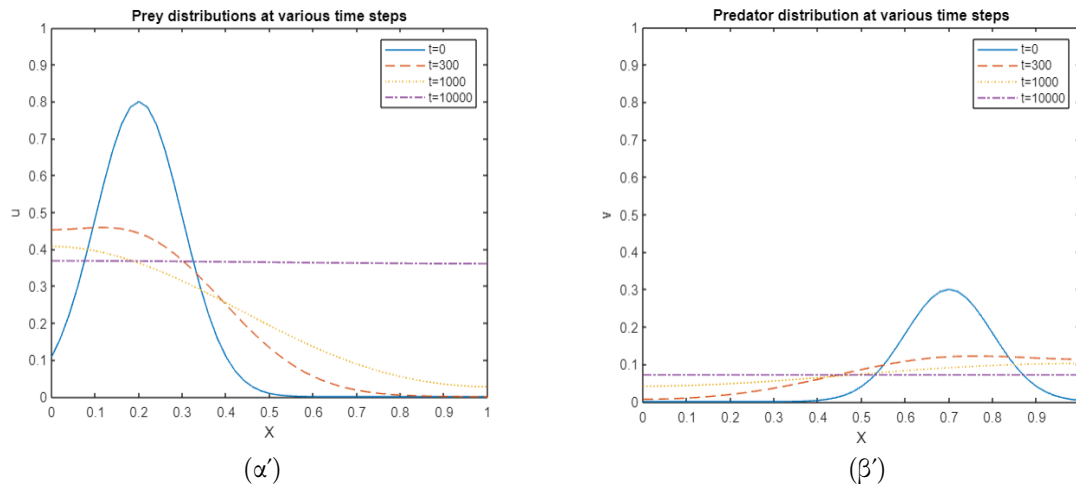 Prey distributions at various time steps
1
0.9
0.8
0.7
0.6
0.5
0.4
0.3
0.2
0.1
0
u
t=0
t=300
t=1000
t=10000
0 0.1 0.2 0.3 0.4 0.5 0.6 0.7 0.8 0.9 1
X
(α′)
Predator distribution at various time steps
1
0.9
0.8
0.7
0.6
0.5
0.4
0.3
0.2
0.1
0
v
t=0
t=300
t=1000
t=10000
0 0.1 0.2 0.3 0.4 0.5 0.6 0.7 0.8 0.9
X
(β′)